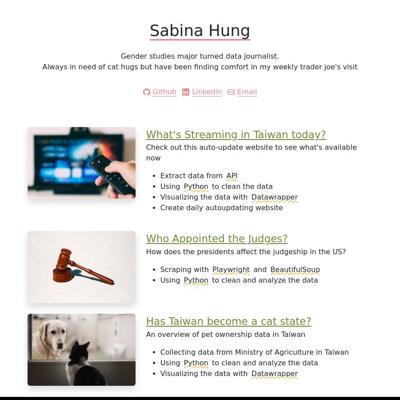 Sabina Hung
Gender studies major turned data journalist.
Always in need of cat hugs but have been finding comfort in my weekly trader joe's visit
Github Linkedin Email
What's Streaming in Taiwan today?
Check out this auto-update website to see what's available
now
Extract data from API
Using Python to clean the data
Visualizing the data with Datawrapper
Create daily autoupdating website
Who Appointed the Judges?
How does the presidents affect the judgeship in the US?
Scraping with Playwright and BeautifulSoup
Using Python to clean and analyze the data
Has Taiwan become a cat state?
An overview of pet ownership data in Taiwan
Collecting data from Ministry of Agriculture in Taiwan
Using Python to clean and analyze the data
Visualizing the data with Datawrapper